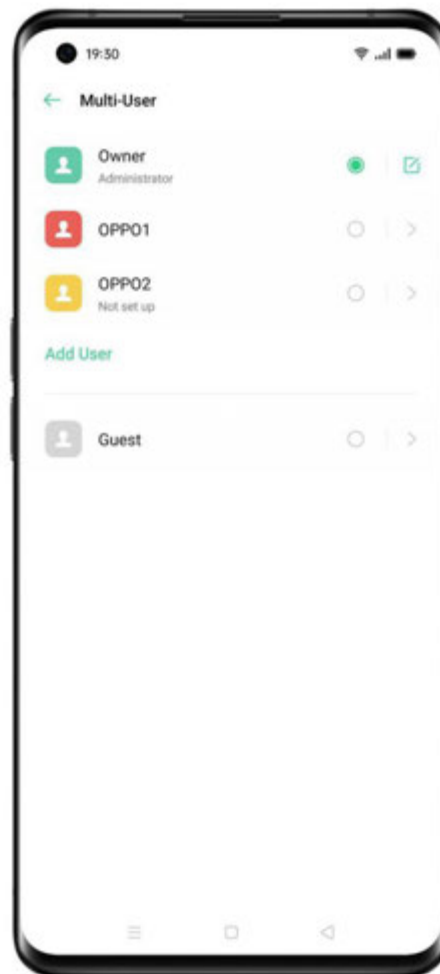 19:30
Multi-User
Owner
Administrator
OPPO1
OPPO2
Not set up
Add User
Guest